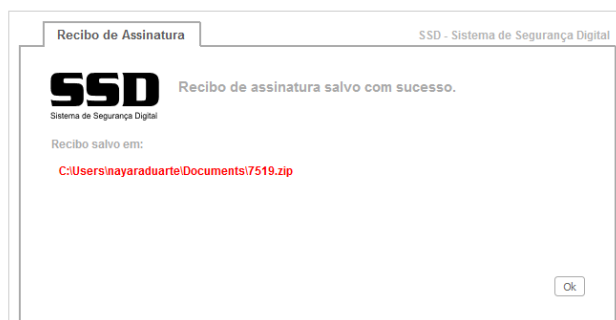 Recibo de Assinatura
SSD - Sistema de Segurança Digital
SSD
Sistema de Segurança Digital
Recibo de assinatura salvo com sucesso.
Recibo salvo em:
C:\Users\nayaraduarte\Documents\7519.zip
Ok